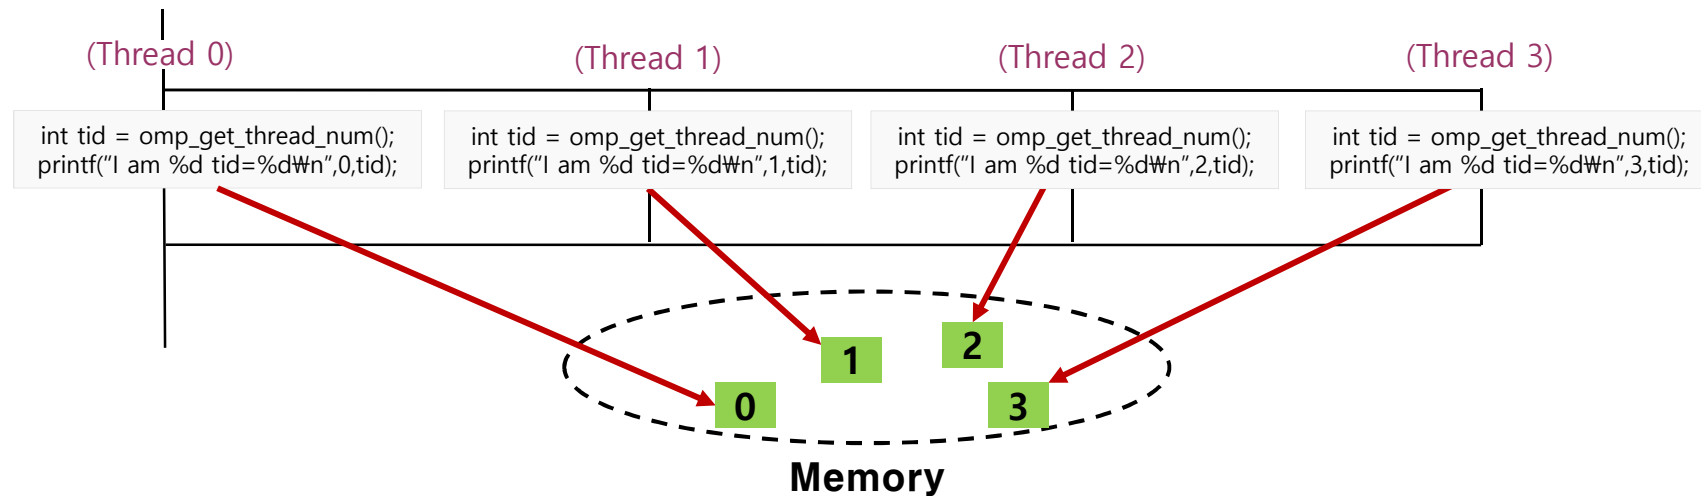 (Thread 0)
(Thread 1)
(Thread 2)
(Thread 3)
int tid = omp_get_thread_num();
printf("I am %d tid=%d₩n",0,tid);
int tid = omp_get_thread_num();
printf("I am %d tid=%d₩n",1,tid);
int tid = omp_get_thread_num();
printf("I am %d tid=%d₩n",2,tid);
int tid = omp_get_thread_num();
printf("I am %d tid=%d₩n",3,tid);
0
1
2
3
Memory